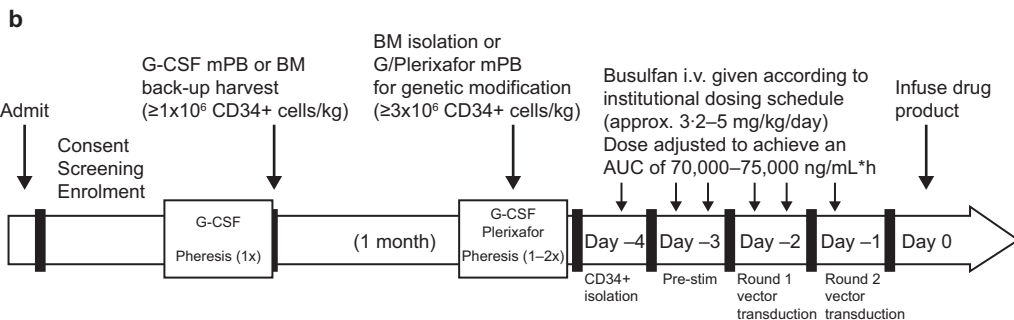 b
Admit
Consent
Screening
Enrolment
G-CSF mPB or BM
back-up harvest
(≥1x10⁶ CD34+ cells/kg)
BM isolation or
G/Plerixafor mPB
for genetic modification
(≥3x10⁶ CD34+ cells/kg)
Busulfan i.v. given according to
institutional dosing schedule
(approx. 3·2–5 mg/kg/day)
Dose adjusted to achieve an
AUC of 70,000–75,000 ng/mL*h
Infuse drug
product
G-CSF
Pheresis (1x)
(1 month)
G-CSF
Plerixafor
Pheresis (1–2x)
Day –4
Day –3
Day –2
Day –1
Day 0
CD34+
isolation
Pre-stim
Round 1
vector
transduction
Round 2
vector
transduction